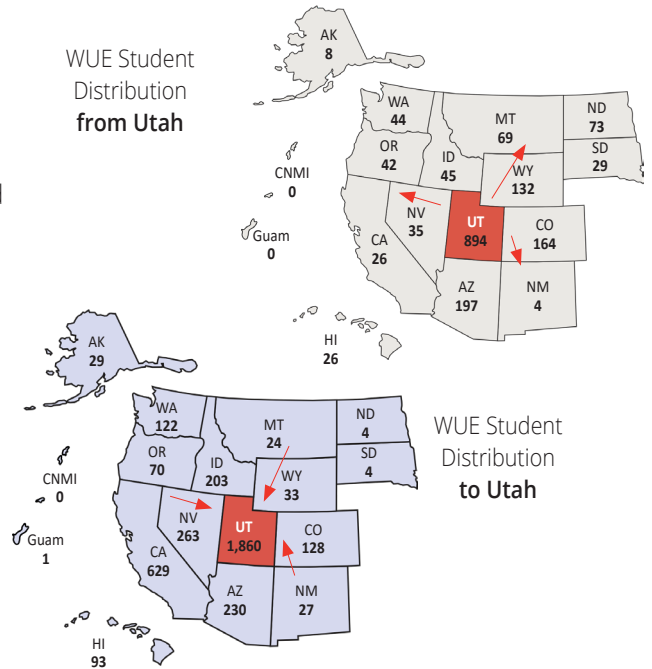 WUE Student
Distribution
from Utah
AK
8
WA
44
MT
69
ND
73
OR
42
ID
45
SD
29
WY
132
CNMI
0
NV
35
UT
894
CO
164
Guam
0
CA
26
AZ
197
NM
4
HI
26
AK
29
WA
122
MT
24
ND
4
WUE Student
Distribution
to Utah
OR
70
ID
203
SD
4
WY
33
CNMI
0
NV
263
UT
1,860
CO
128
Guam
1
CA
629
AZ
230
NM
27
HI
93